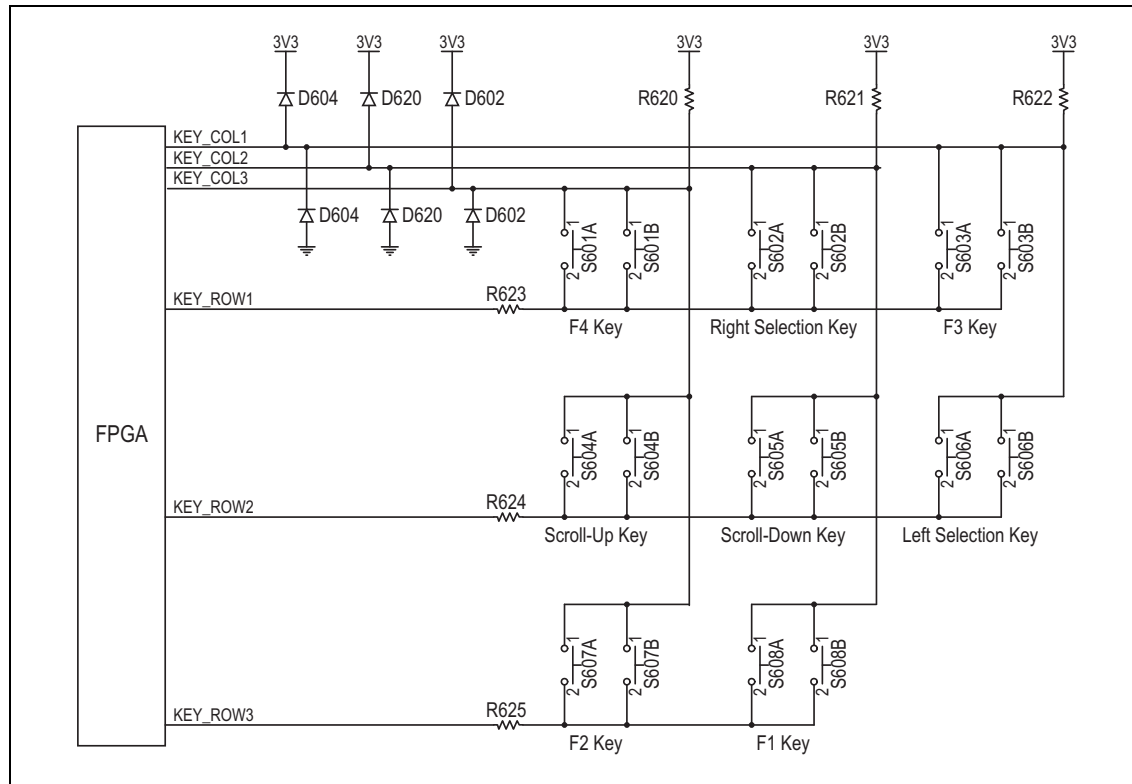 3V3 3V3 3V3 3V3 3V3 3V3
D604 D620 D602 R620 R621 R622
KEY_COL1
KEY_COL2
KEY_COL3
D604 D620 D602
1 S601A 2
1 S601B 2
1 S602A 2
1 S602B 2
1 S603A 2
1 S603B 2
KEY_ROW1 R623
F4 Key Right Selection Key F3 Key
FPGA
1 S604A 2
1 S604B 2
1 S605A 2
1 S605B 2
1 S606A 2
1 S606B 2
KEY_ROW2 R624
Scroll-Up Key Scroll-Down Key Left Selection Key
1 S607A 2
1 S607B 2
1 S608A 2
1 S608B 2
KEY_ROW3 R625
F2 Key F1 Key